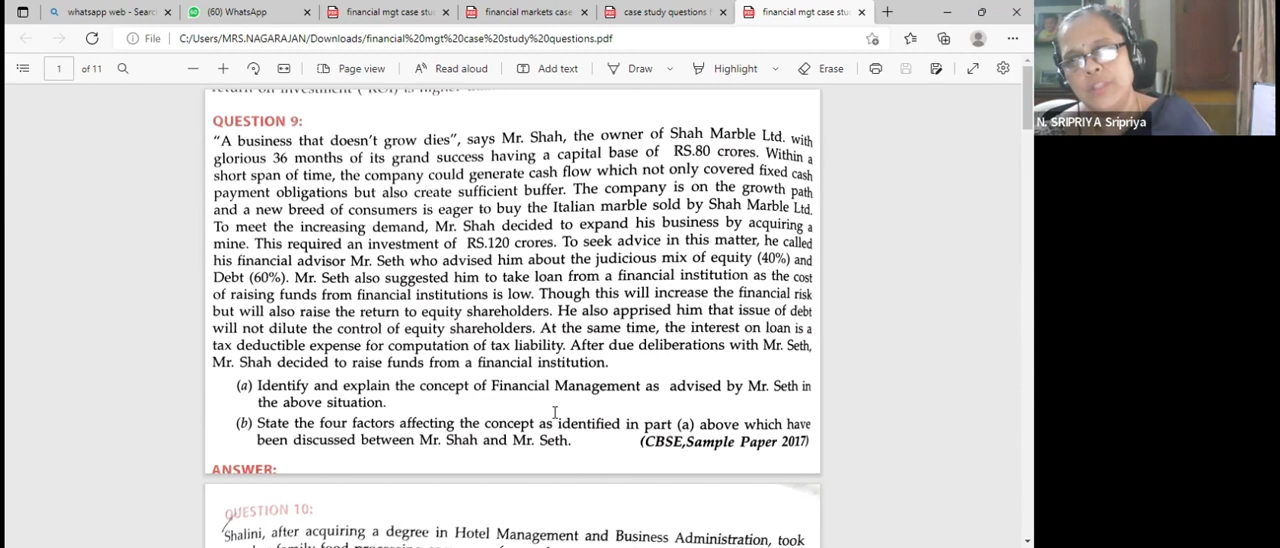 whatsapp web - Searc
(60) WhatsApp
financial mgt case stu
financial markets case
case study questions f
financial mgt case stu
File
C:/Users/MRS.NAGARAJAN/Downloads/financial%20mgt%20case%20study%20questions.pdf
1 of 11
Page view
Read aloud
Add text
Draw
Highlight
Erase
N. SRIPRIYA Sripriya
QUESTION 9:
"A business that doesn't grow dies", says Mr. Shah, the owner of Shah Marble Ltd. with
glorious 36 months of its grand success having a capital base of RS.80 crores. Within a
short span of time, the company could generate cash flow which not only covered fixed cash
payment obligations but also create sufficient buffer. The company is on the growth path
and a new breed of consumers is eager to buy the Italian marble sold by Shah Marble Ltd.
To meet the increasing demand, Mr. Shah decided to expand his business by acquiring a
mine. This required an investment of RS.120 crores. To seek advice in this matter, he called
his financial advisor Mr. Seth who advised him about the judicious mix of equity (40%) and
Debt (60%). Mr. Seth also suggested him to take loan from a financial institution as the cost
of raising funds from financial institutions is low. Though this will increase the financial risk
but will also raise the return to equity shareholders. He also apprised him that issue of debt
will not dilute the control of equity shareholders. At the same time, the interest on loan is a
tax deductible expense for computation of tax liability. After due deliberations with Mr. Seth,
Mr. Shah decided to raise funds from a financial institution.
(a) Identify and explain the concept of Financial Management as advised by Mr. Seth in
the above situation.
(b) State the four factors affecting the concept as identified in part (a) above which have
been discussed between Mr. Shah and Mr. Seth. (CBSE,Sample Paper 2017)
ANSWER:
QUESTION 10:
Shalini, after acquiring a degree in Hotel Management and Business Administration, took